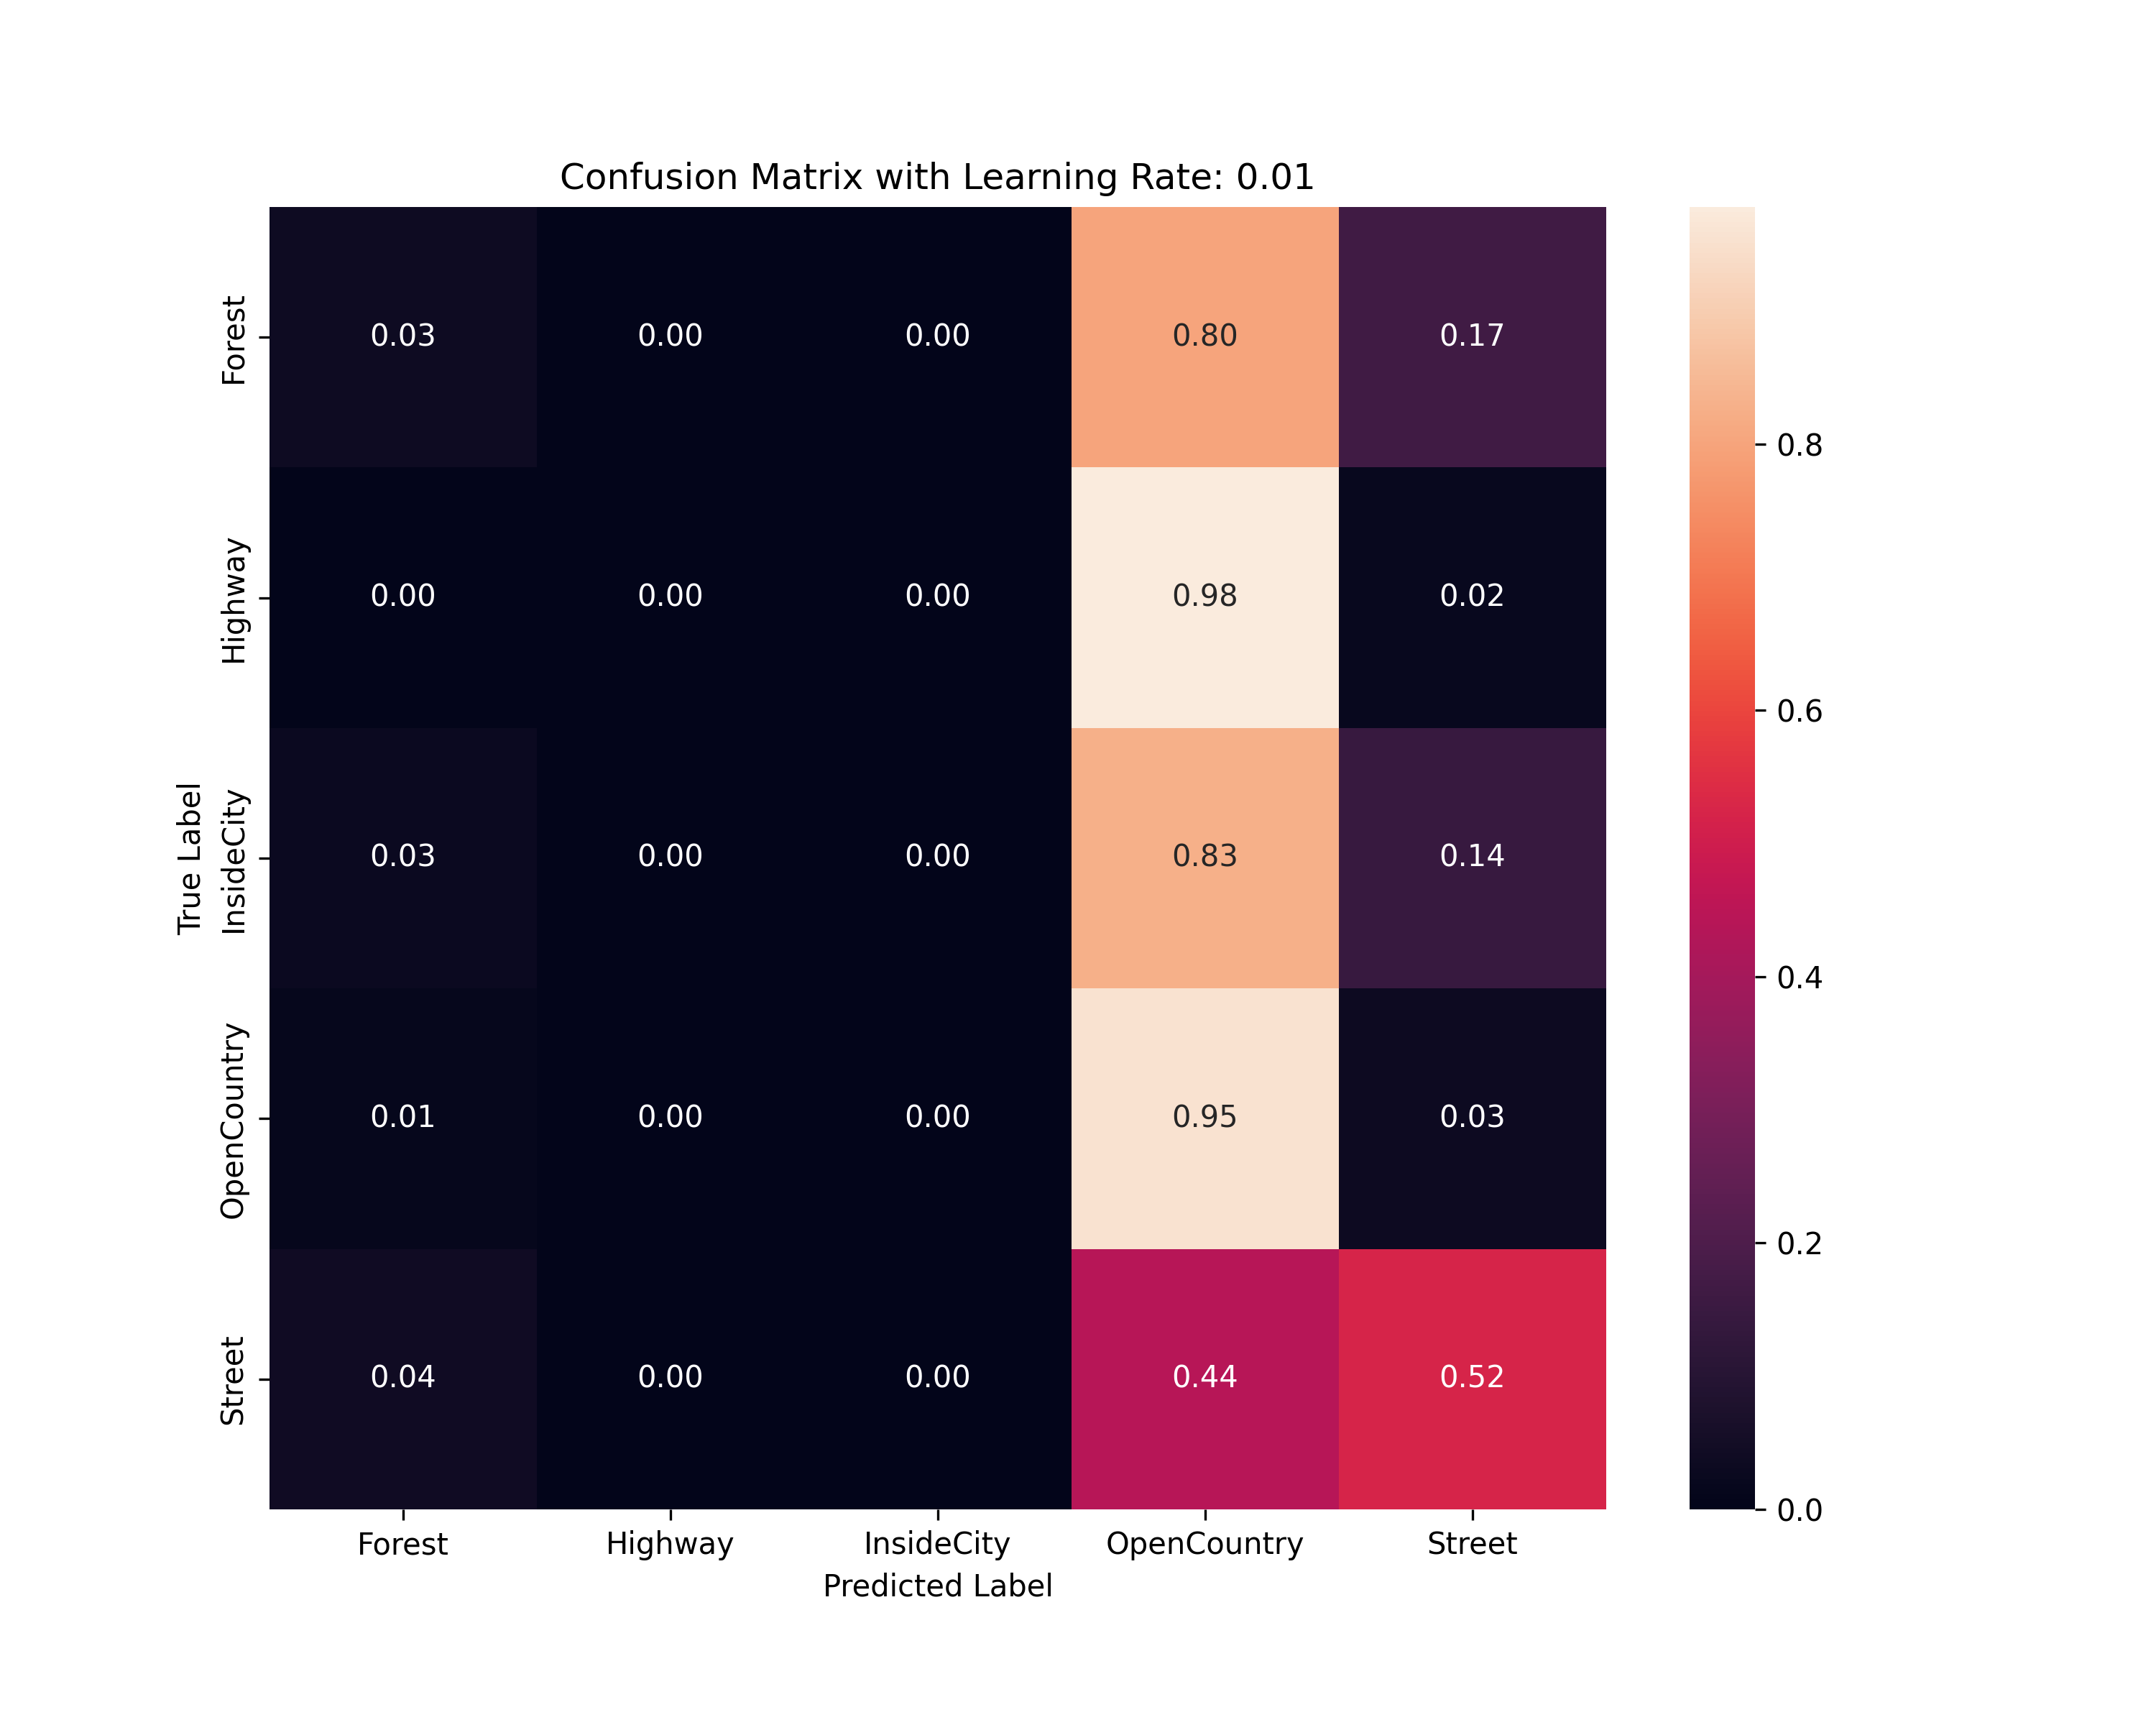 Confusion Matrix with Learning Rate: 0.01
True Label
Forest 0.03 0.00 0.00 0.80 0.17
Highway 0.00 0.00 0.00 0.98 0.02
InsideCity 0.03 0.00 0.00 0.83 0.14
OpenCountry 0.01 0.00 0.00 0.95 0.03
Street 0.04 0.00 0.00 0.44 0.52
Forest Highway InsideCity OpenCountry Street
Predicted Label
0.8
0.6
0.4
0.2
0.0